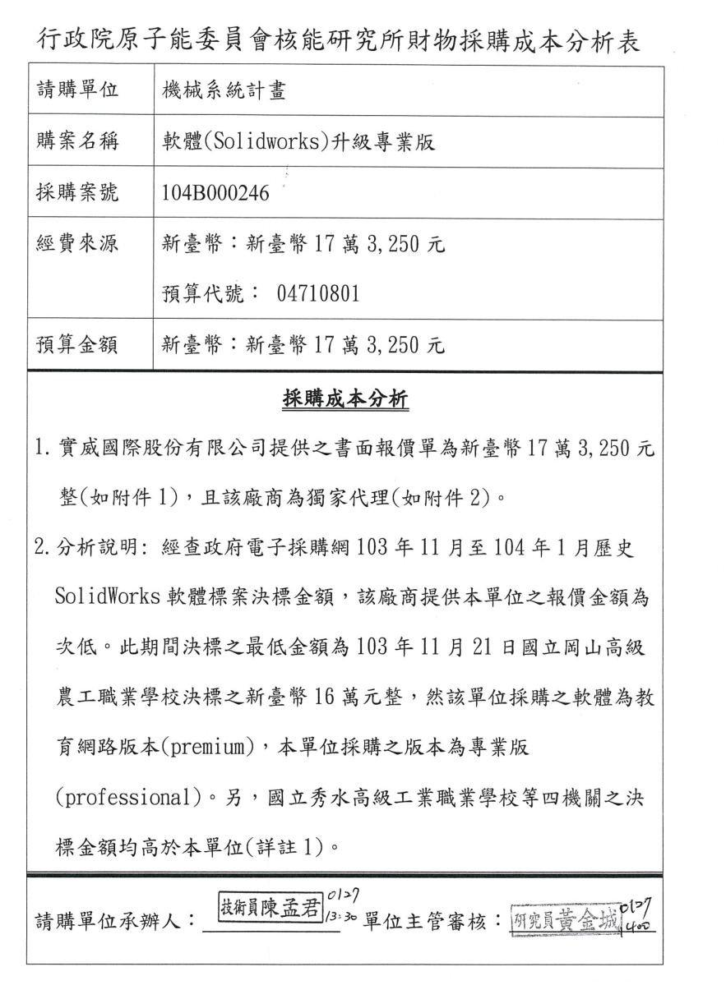 行政院原子能委員會核能研究所財物採購成本分析表
請購單位 機械系統計畫
購案名稱 軟體(Solidworks)升級專業版
採購案號 104B000246
經費來源 新臺幣：新臺幣 17 萬 3,250 元
預算代號： 04710801
預算金額 新臺幣：新臺幣 17 萬 3,250 元
採購成本分析
1. 實威國際股份有限公司提供之書面報價單為新臺幣 17 萬 3,250 元
整(如附件 1)，且該廠商為獨家代理(如附件 2)。
2. 分析說明: 經查政府電子採購網 103 年 11 月至 104 年 1 月歷史
SolidWorks 軟體標案決標金額，該廠商提供本單位之報價金額為
次低。此期間決標之最低金額為 103 年 11 月 21 日國立岡山高級
農工職業學校決標之新臺幣 16 萬元整，然該單位採購之軟體為教
育網路版本(premium)，本單位採購之版本為專業版
(professional)。另，國立秀水高級工業職業學校等四機關之決
標金額均高於本單位(詳註 1)。
請購單位承辦人： 技術員陳孟君 0127 13:30 單位主管審核： 研究員黃金城 0127 1400